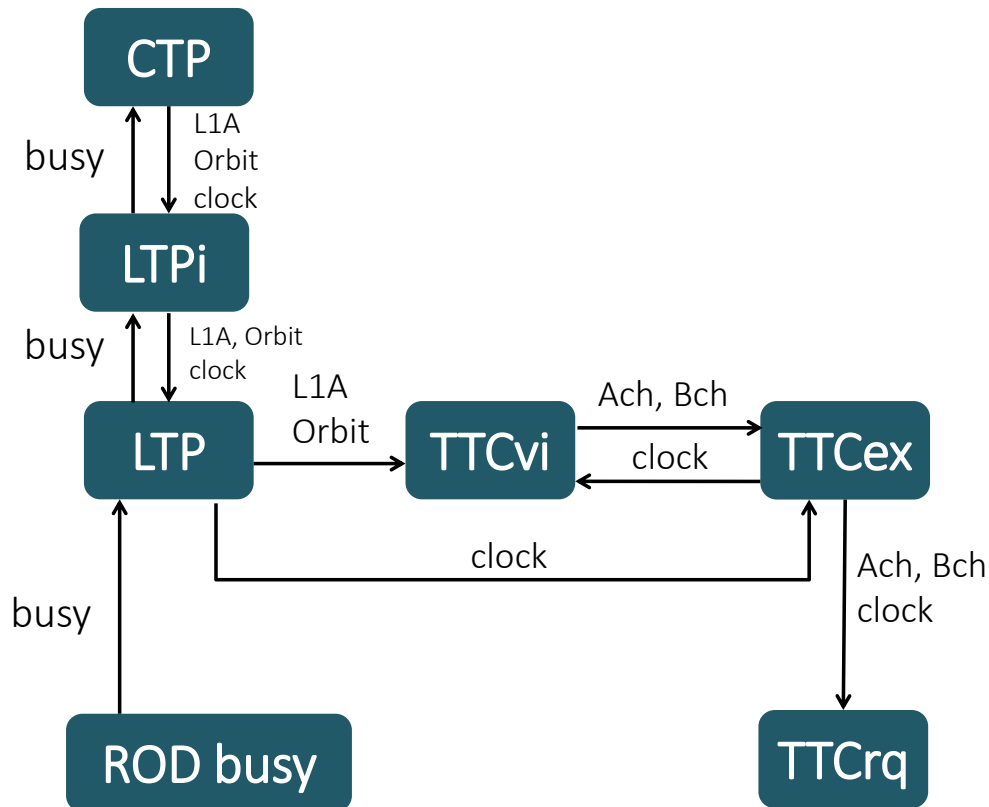 CTP
busy
L1A
Orbit
clock
LTPi
busy
L1A, Orbit
clock
LTP
L1A
Orbit
TTCvi
Ach, Bch
clock
TTCex
clock
Ach, Bch
clock
busy
ROD busy
TTCrq